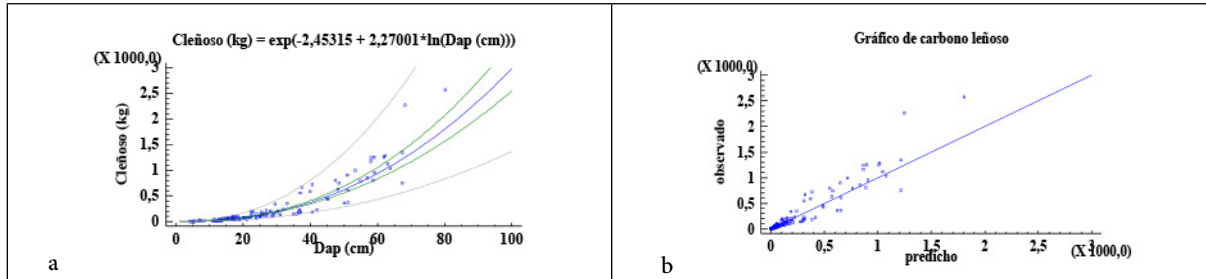 Cleñoso (kg) = exp(-2,45315 + 2,27001*ln(Dap (cm)))
(X 1000,0)
3
2,5
2
1,5
1
0,5
0
Cleñoso (kg)
0 20 40 60 80 100
Dap (cm)
a
Gráfico de carbono leñoso
(X 1000,0)
3
2,5
2
1,5
1
0,5
0
observado
0 0,5 1 1,5 2 2,5 3
predicho
(X 1000,0)
b